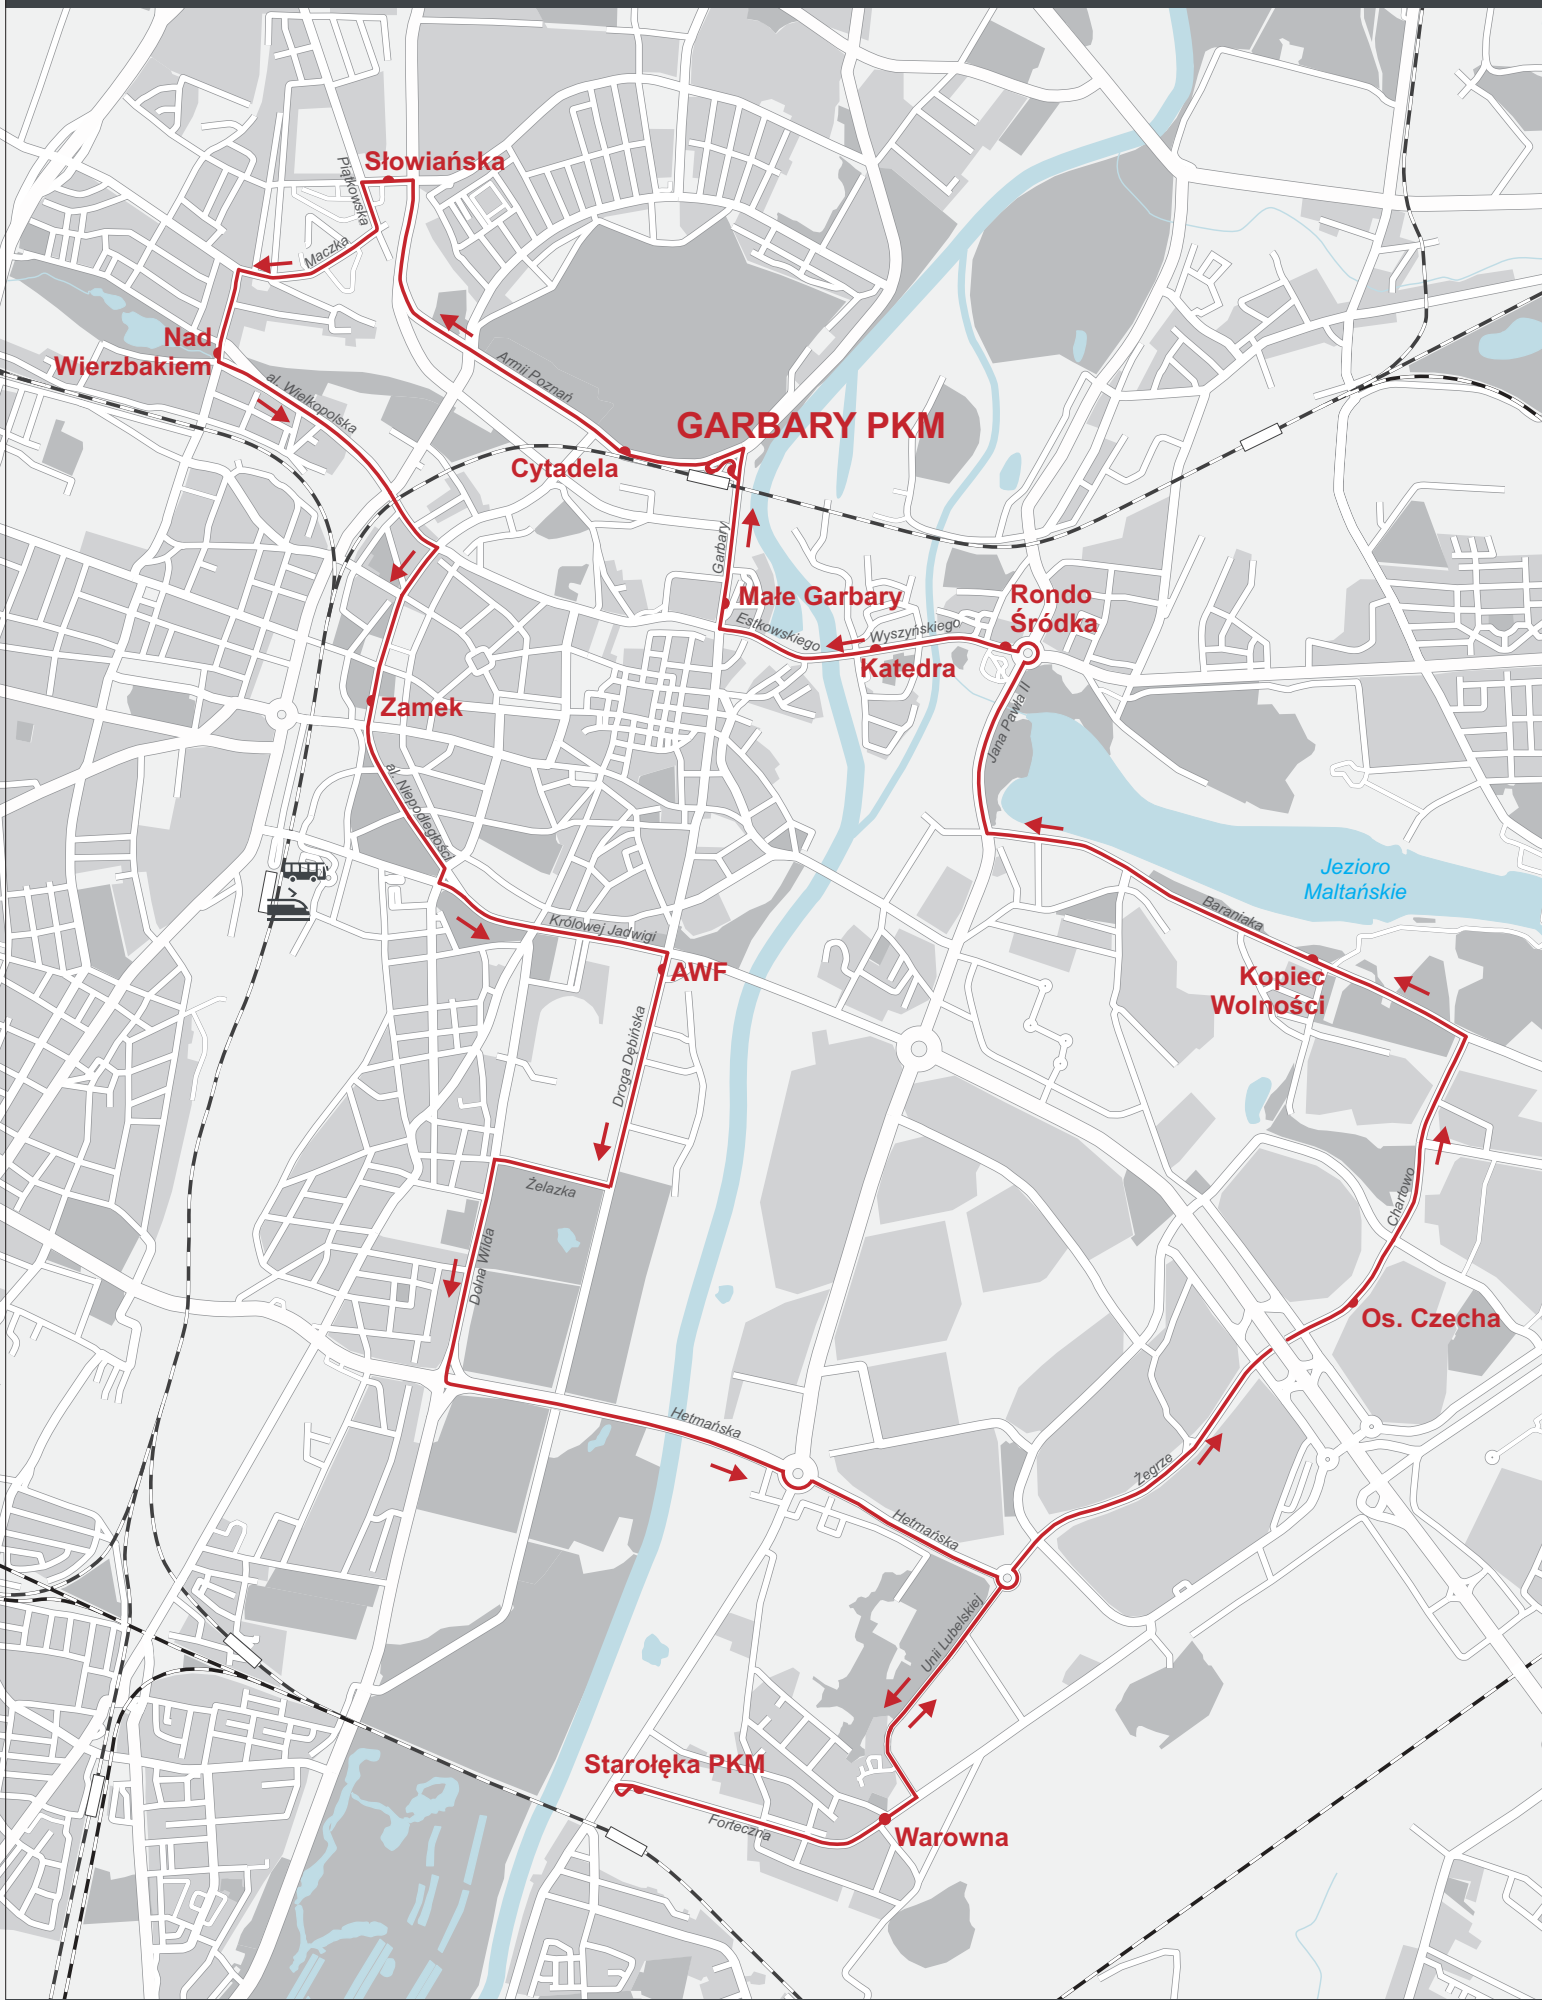 Słowiańska
Piątkowska
Maczka
Nad
Wierzbakiem
al. Wielkopolska
Armii Poznań
GARBARY PKM
Cytadela
Garbary
Małe Garbary
Estkowskiego
Wyszyńskiego
Katedra
Rondo
Śródka
Jana Pawła II
Zamek
al. Niepodległości
Jezioro
Maltańskie
Baraniaka
Królowej Jadwigi
AWF
Kopiec
Wolności
Droga Dębińska
Chartowo
Żelazka
Dolna Wilda
Os. Czecha
Hetmańska
Żegrze
Hetmańska
Unii Lubelskiej
Starołęka PKM
Forteczna
Warowna